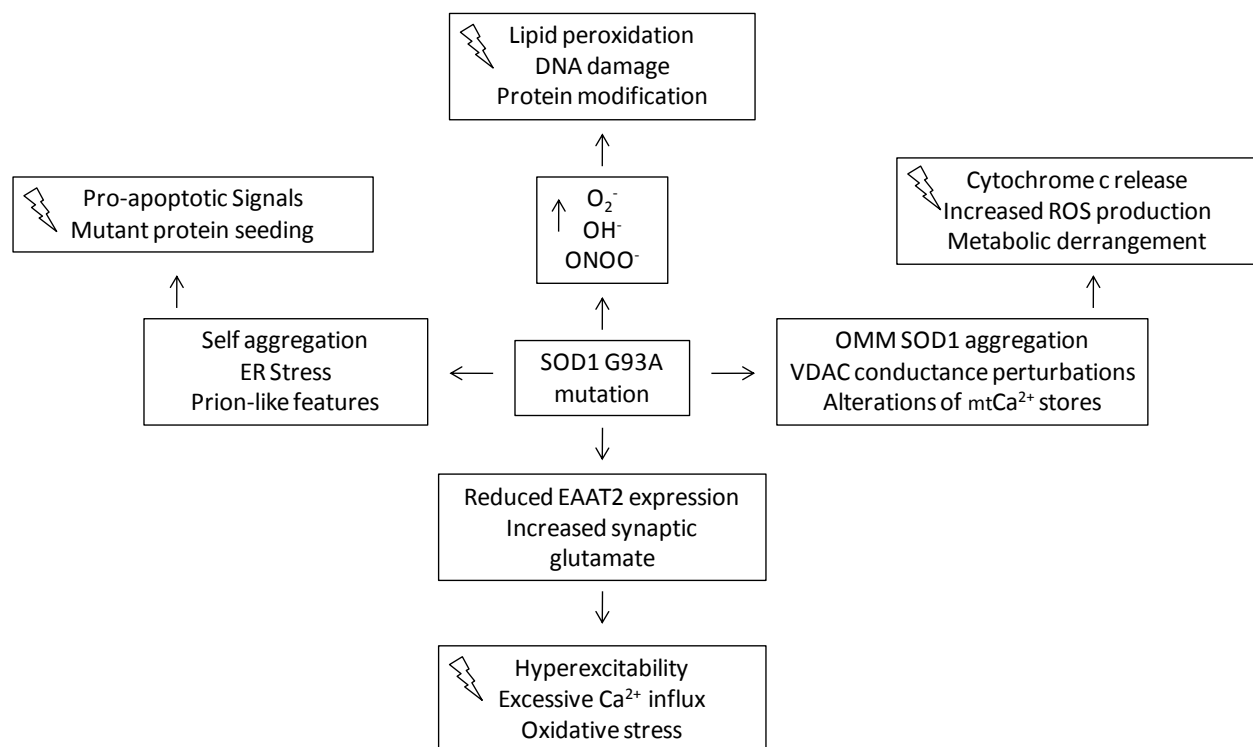 Lipid peroxidation
DNA damage
Protein modification
Pro-apoptotic Signals
Mutant protein seeding
O₂⁻
OH⁻
ONOO⁻
Cytochrome c release
Increased ROS production
Metabolic derrangement
Self aggregation
ER Stress
Prion-like features
SOD1 G93A
mutation
OMM SOD1 aggregation
VDAC conductance perturbations
Alterations of mtCa²⁺ stores
Reduced EAAT2 expression
Increased synaptic
glutamate
Hyperexcitability
Excessive Ca²⁺ influx
Oxidative stress